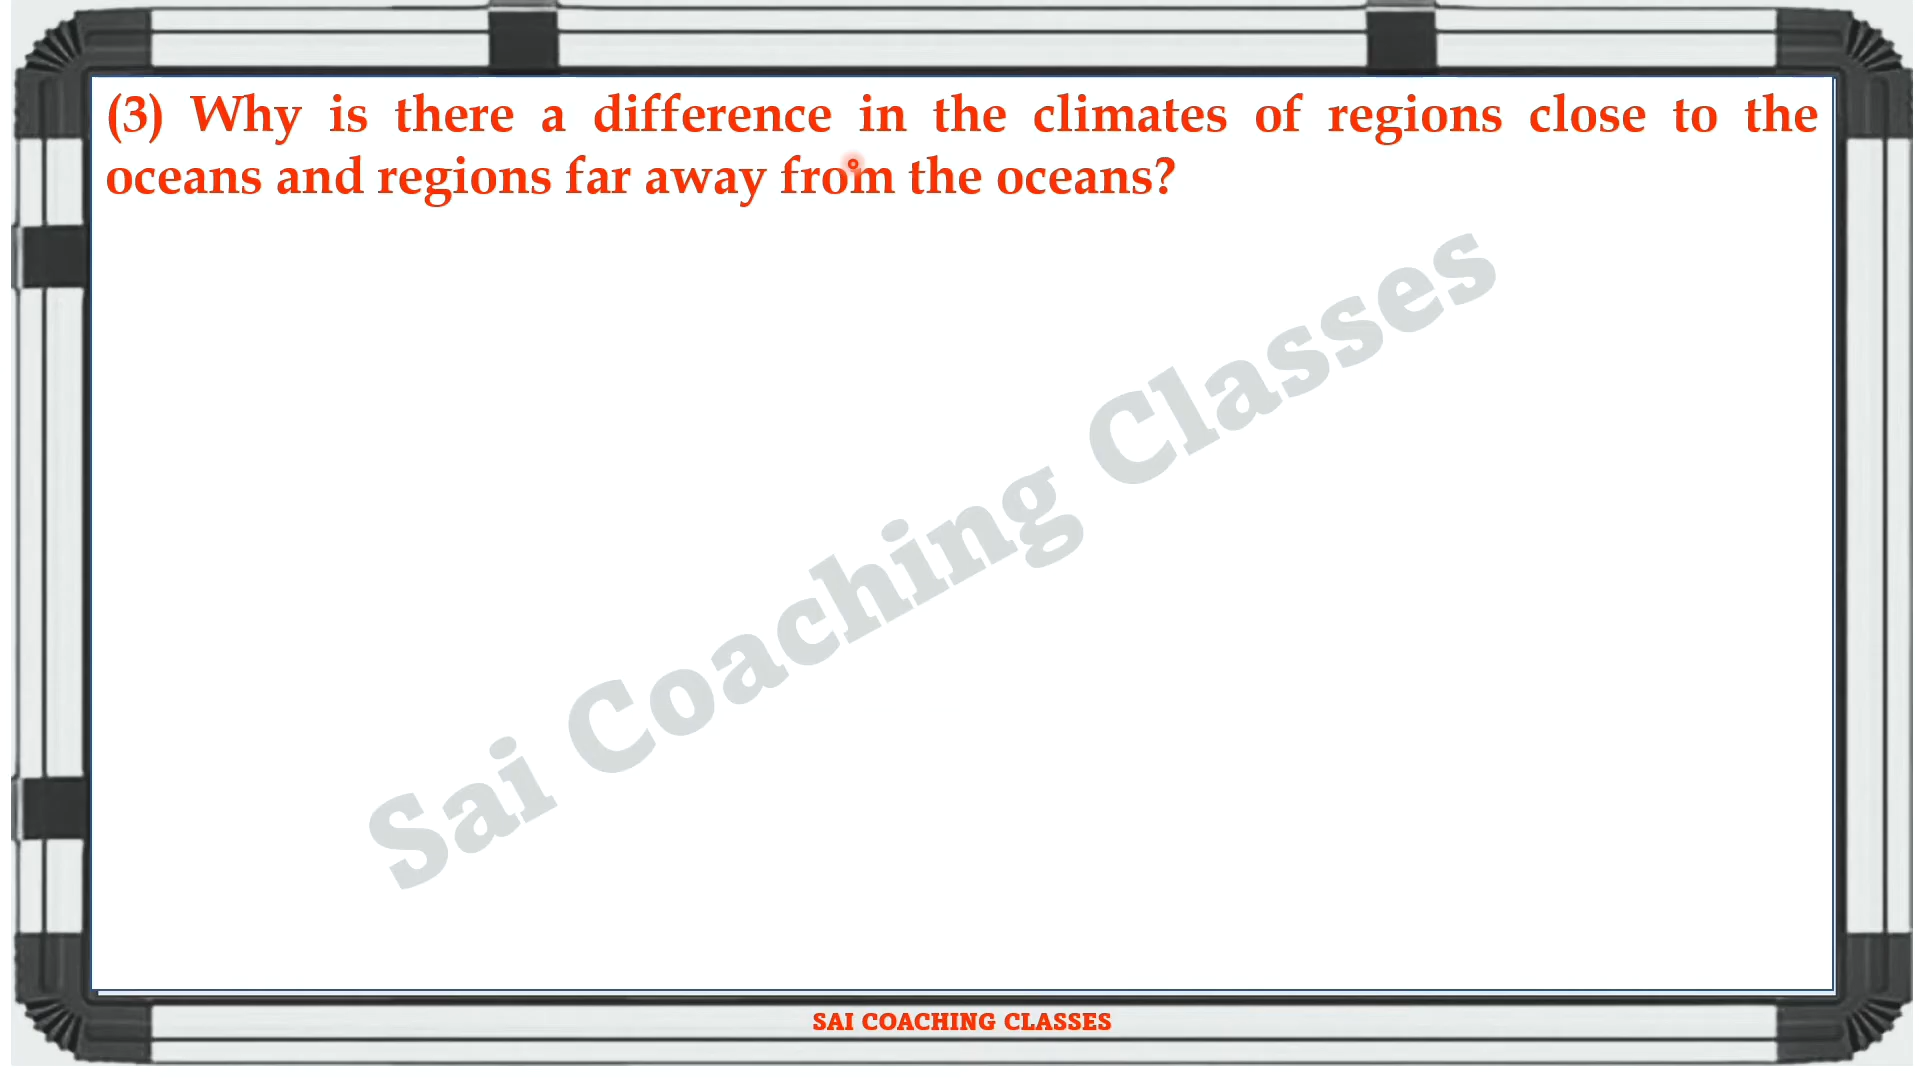 (3) Why is there a difference in the climates of regions close to the
oceans and regions far away from the oceans?
Sai Coaching Classes
SAI COACHING CLASSES